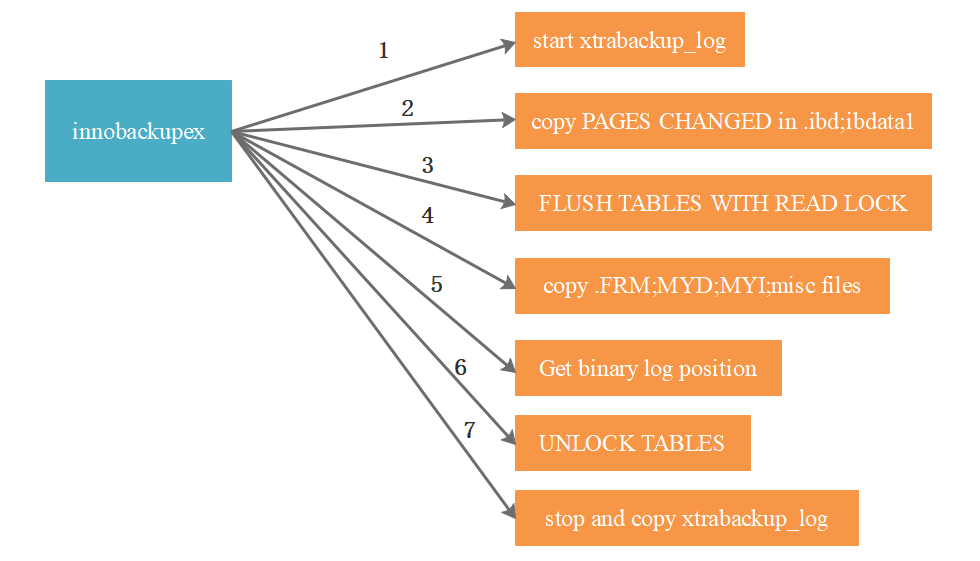 innobackupex
1
start xtrabackup_log
2
copy PAGES CHANGED in .ibd;ibdata1
3
FLUSH TABLES WITH READ LOCK
4
copy .FRM;MYD;MYI;misc files
5
Get binary log position
6
UNLOCK TABLES
7
stop and copy xtrabackup_log